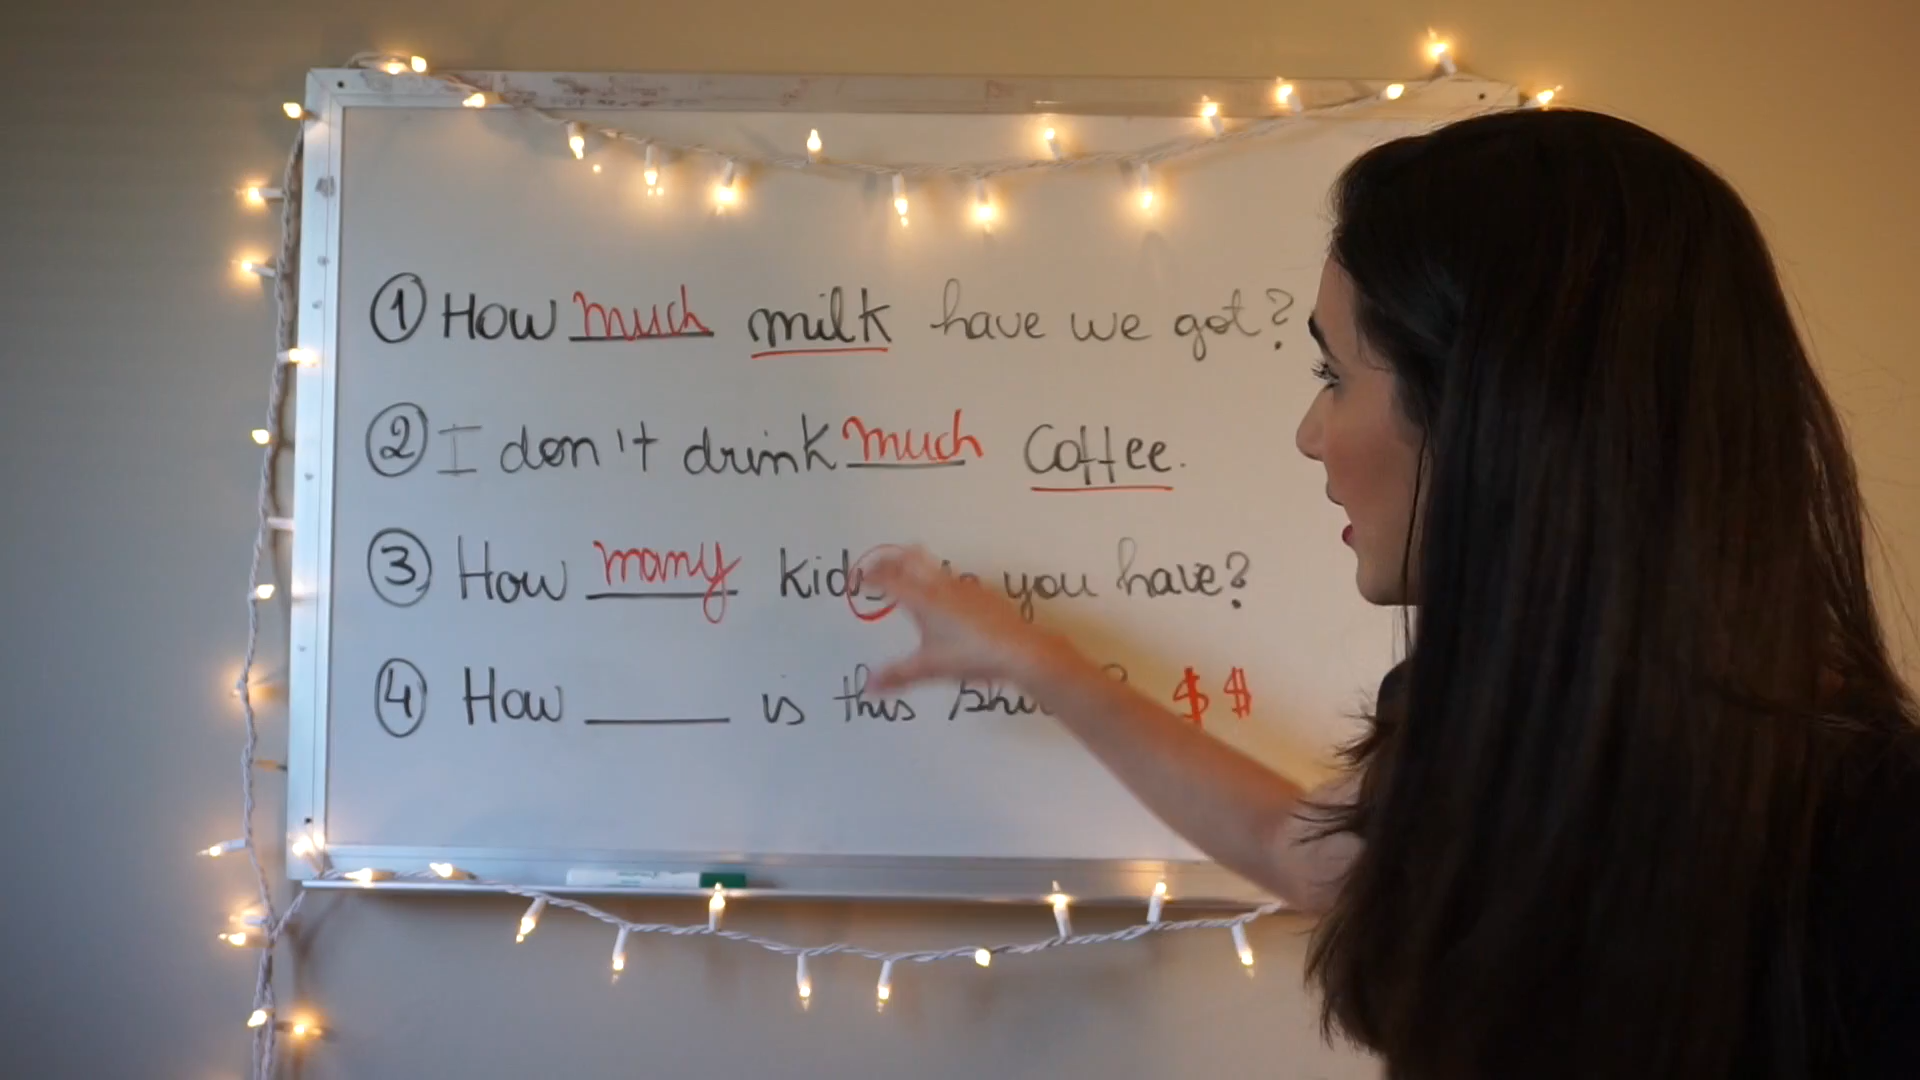 1 How much milk have we got?
2 I don't drink much Coffee.
3 How many kids you have?
4 How ____ is this $ $